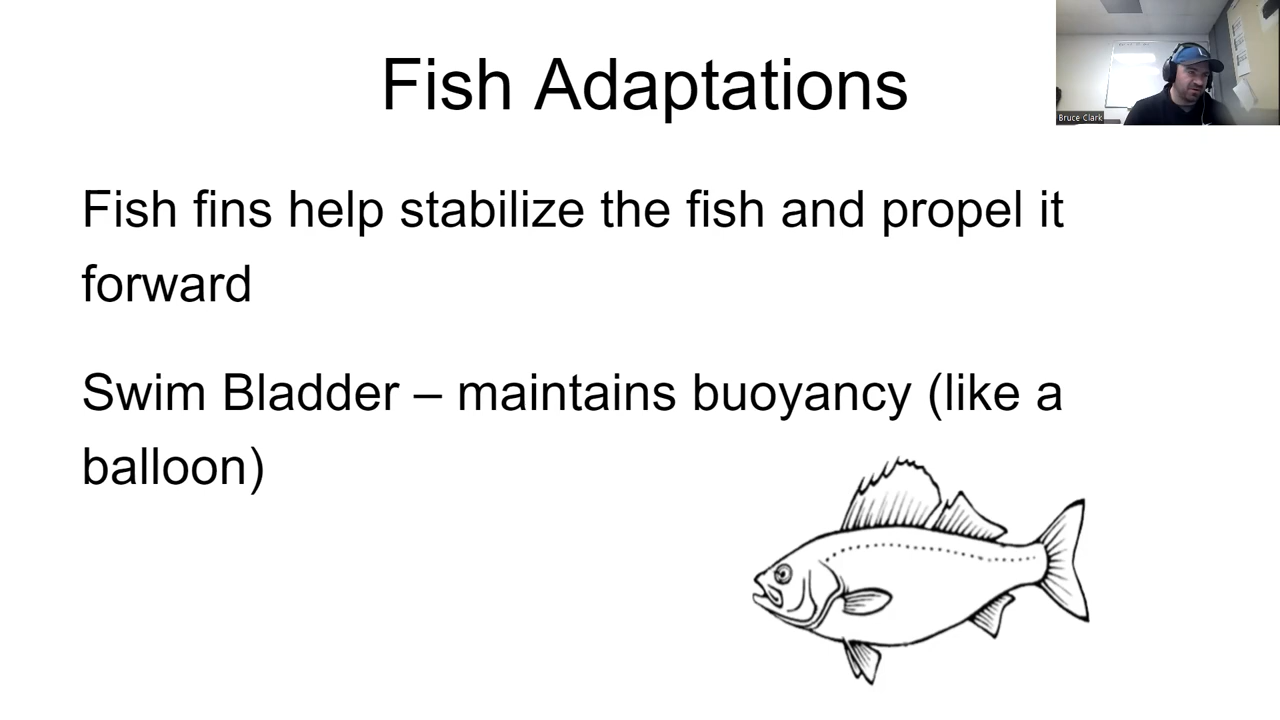 Fish Adaptations
Bruce Clark
Fish fins help stabilize the fish and propel it
forward
Swim Bladder – maintains buoyancy (like a
balloon)